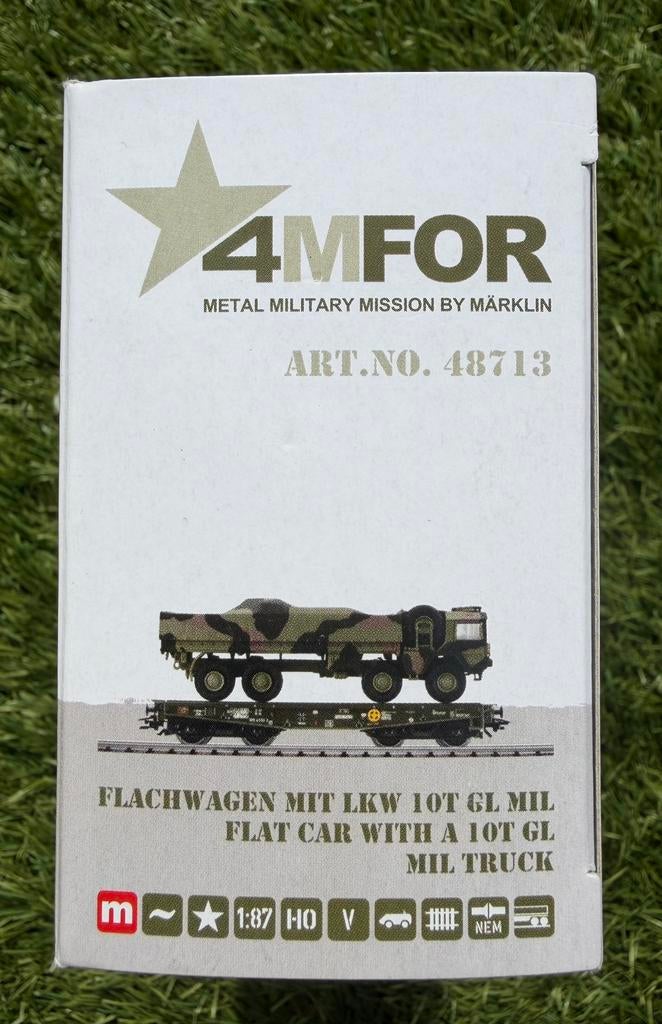 4MFOR
METAL MILITARY MISSION BY MÄRKLIN
ART.NO. 48713
FLACHWAGEN MIT LKW 10T GL MIL
FLAT CAR WITH A 10T GL
MIL TRUCK
m 1:87 H0 V NEM